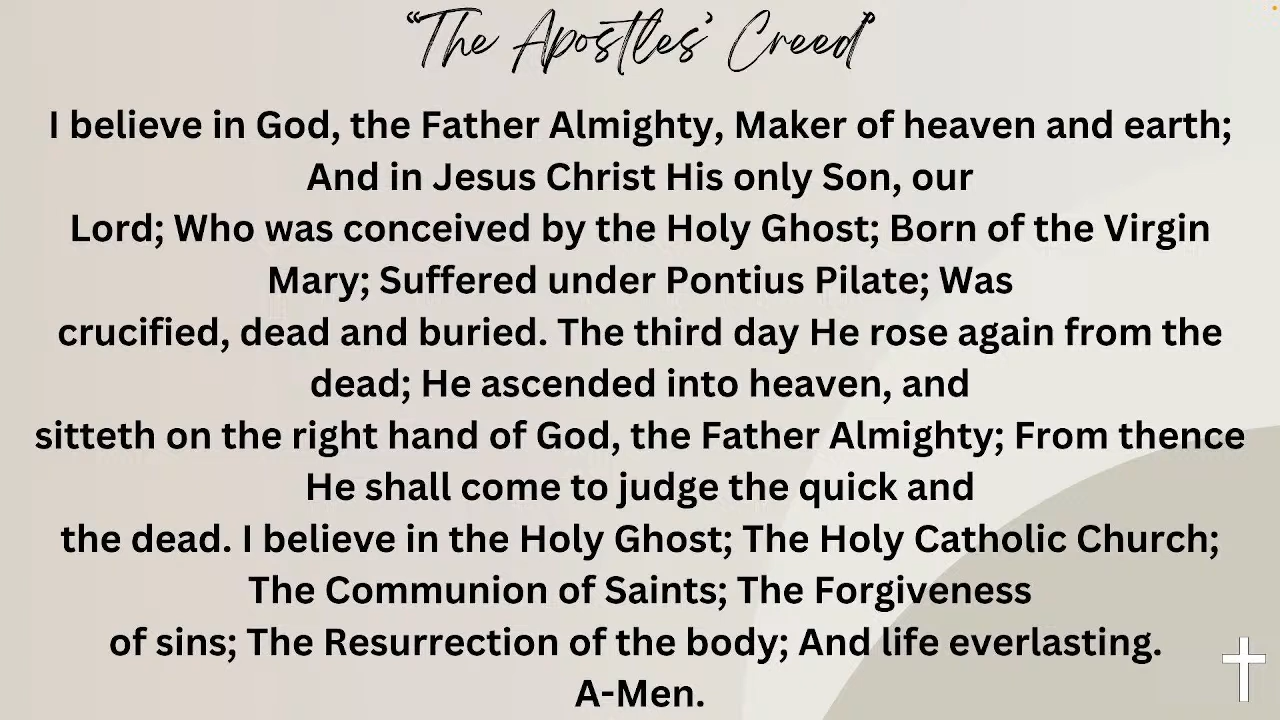 “The Apostles’ Creed”
I believe in God, the Father Almighty, Maker of heaven and earth;
And in Jesus Christ His only Son, our
Lord; Who was conceived by the Holy Ghost; Born of the Virgin
Mary; Suffered under Pontius Pilate; Was
crucified, dead and buried. The third day He rose again from the
dead; He ascended into heaven, and
sitteth on the right hand of God, the Father Almighty; From thence
He shall come to judge the quick and
the dead. I believe in the Holy Ghost; The Holy Catholic Church;
The Communion of Saints; The Forgiveness
of sins; The Resurrection of the body; And life everlasting.
A-Men.